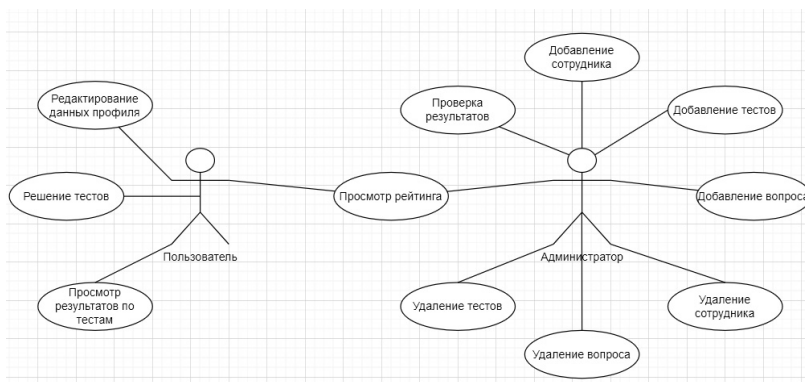 Добавление
сотрудника
Редактирование
данных профиля
Проверка
результатов
Добавление тестов
Решение тестов
Просмотр рейтинга
Добавление вопроса
Пользователь
Администратор
Просмотр
результатов по
тестам
Удаление тестов
Удаление
сотрудника
Удаление вопроса